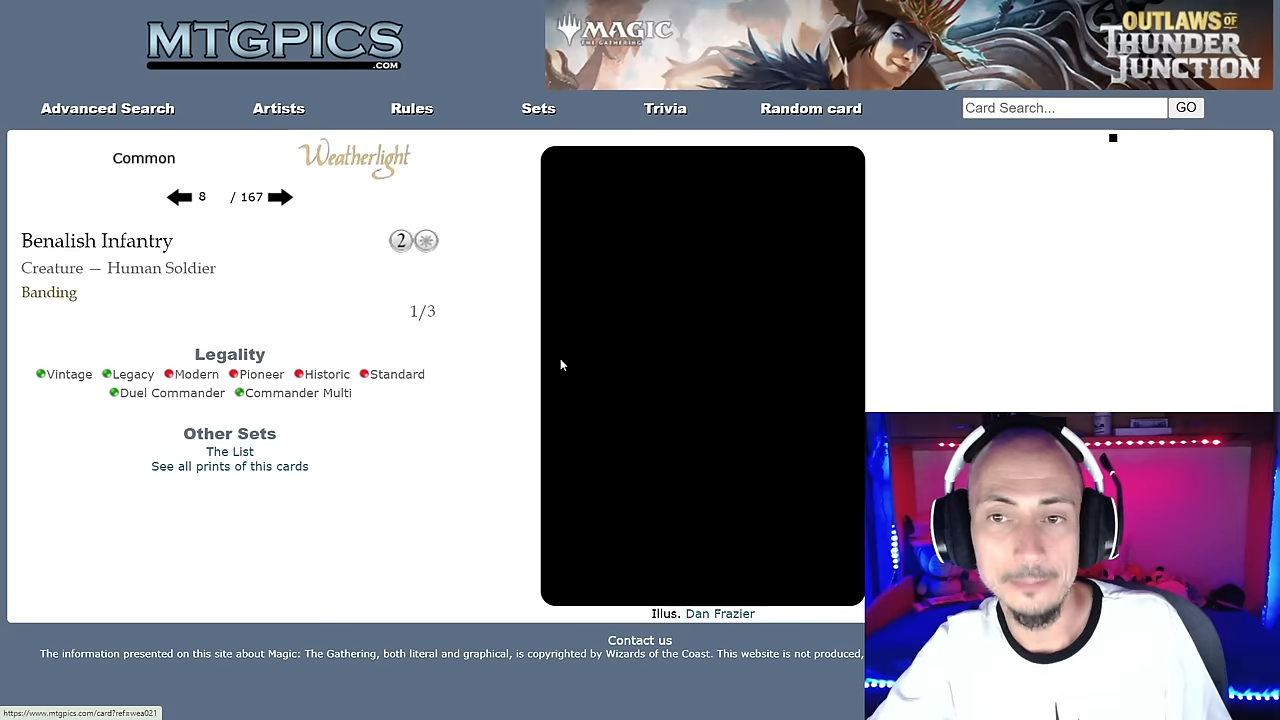 MTGPICS
.COM
MAGIC
THE GATHERING
OUTLAWS OF
THUNDER
JUNCTION
Advanced Search
Artists
Rules
Sets
Trivia
Random card
Card Search...
GO
Common
Weatherlight
8 / 167
Benalish Infantry
2
Creature — Human Soldier
Banding
1/3
Legality
Vintage Legacy Modern Pioneer Historic Standard
Duel Commander Commander Multi
Other Sets
The List
See all prints of this cards
Illus. Dan Frazier
Contact us
The information presented on this site about Magic: The Gathering, both literal and graphical, is copyrighted by Wizards of the Coast. This website is not produced,
https://www.mtgpics.com/card?ref=wea021